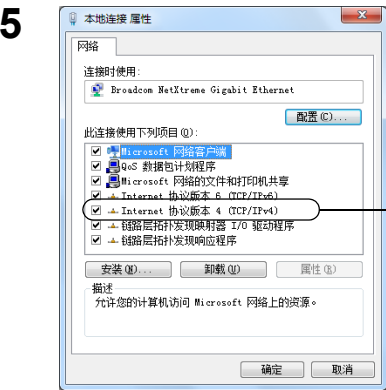 5
本地连接 属性
网络
连接时使用:
Broadcom NetXtreme Gigabit Ethernet
配置(C)...
此连接使用下列项目(O):
Microsoft 网络客户端
QoS 数据包计划程序
Microsoft 网络的文件和打印机共享
Internet 协议版本 6 (TCP/IPv6)
Internet 协议版本 4 (TCP/IPv4)
链路层拓扑发现映射器 I/O 驱动程序
链路层拓扑发现响应程序
安装(N)... 卸载(U) 属性(R)
描述
允许您的计算机访问 Microsoft 网络上的资源。
确定 取消